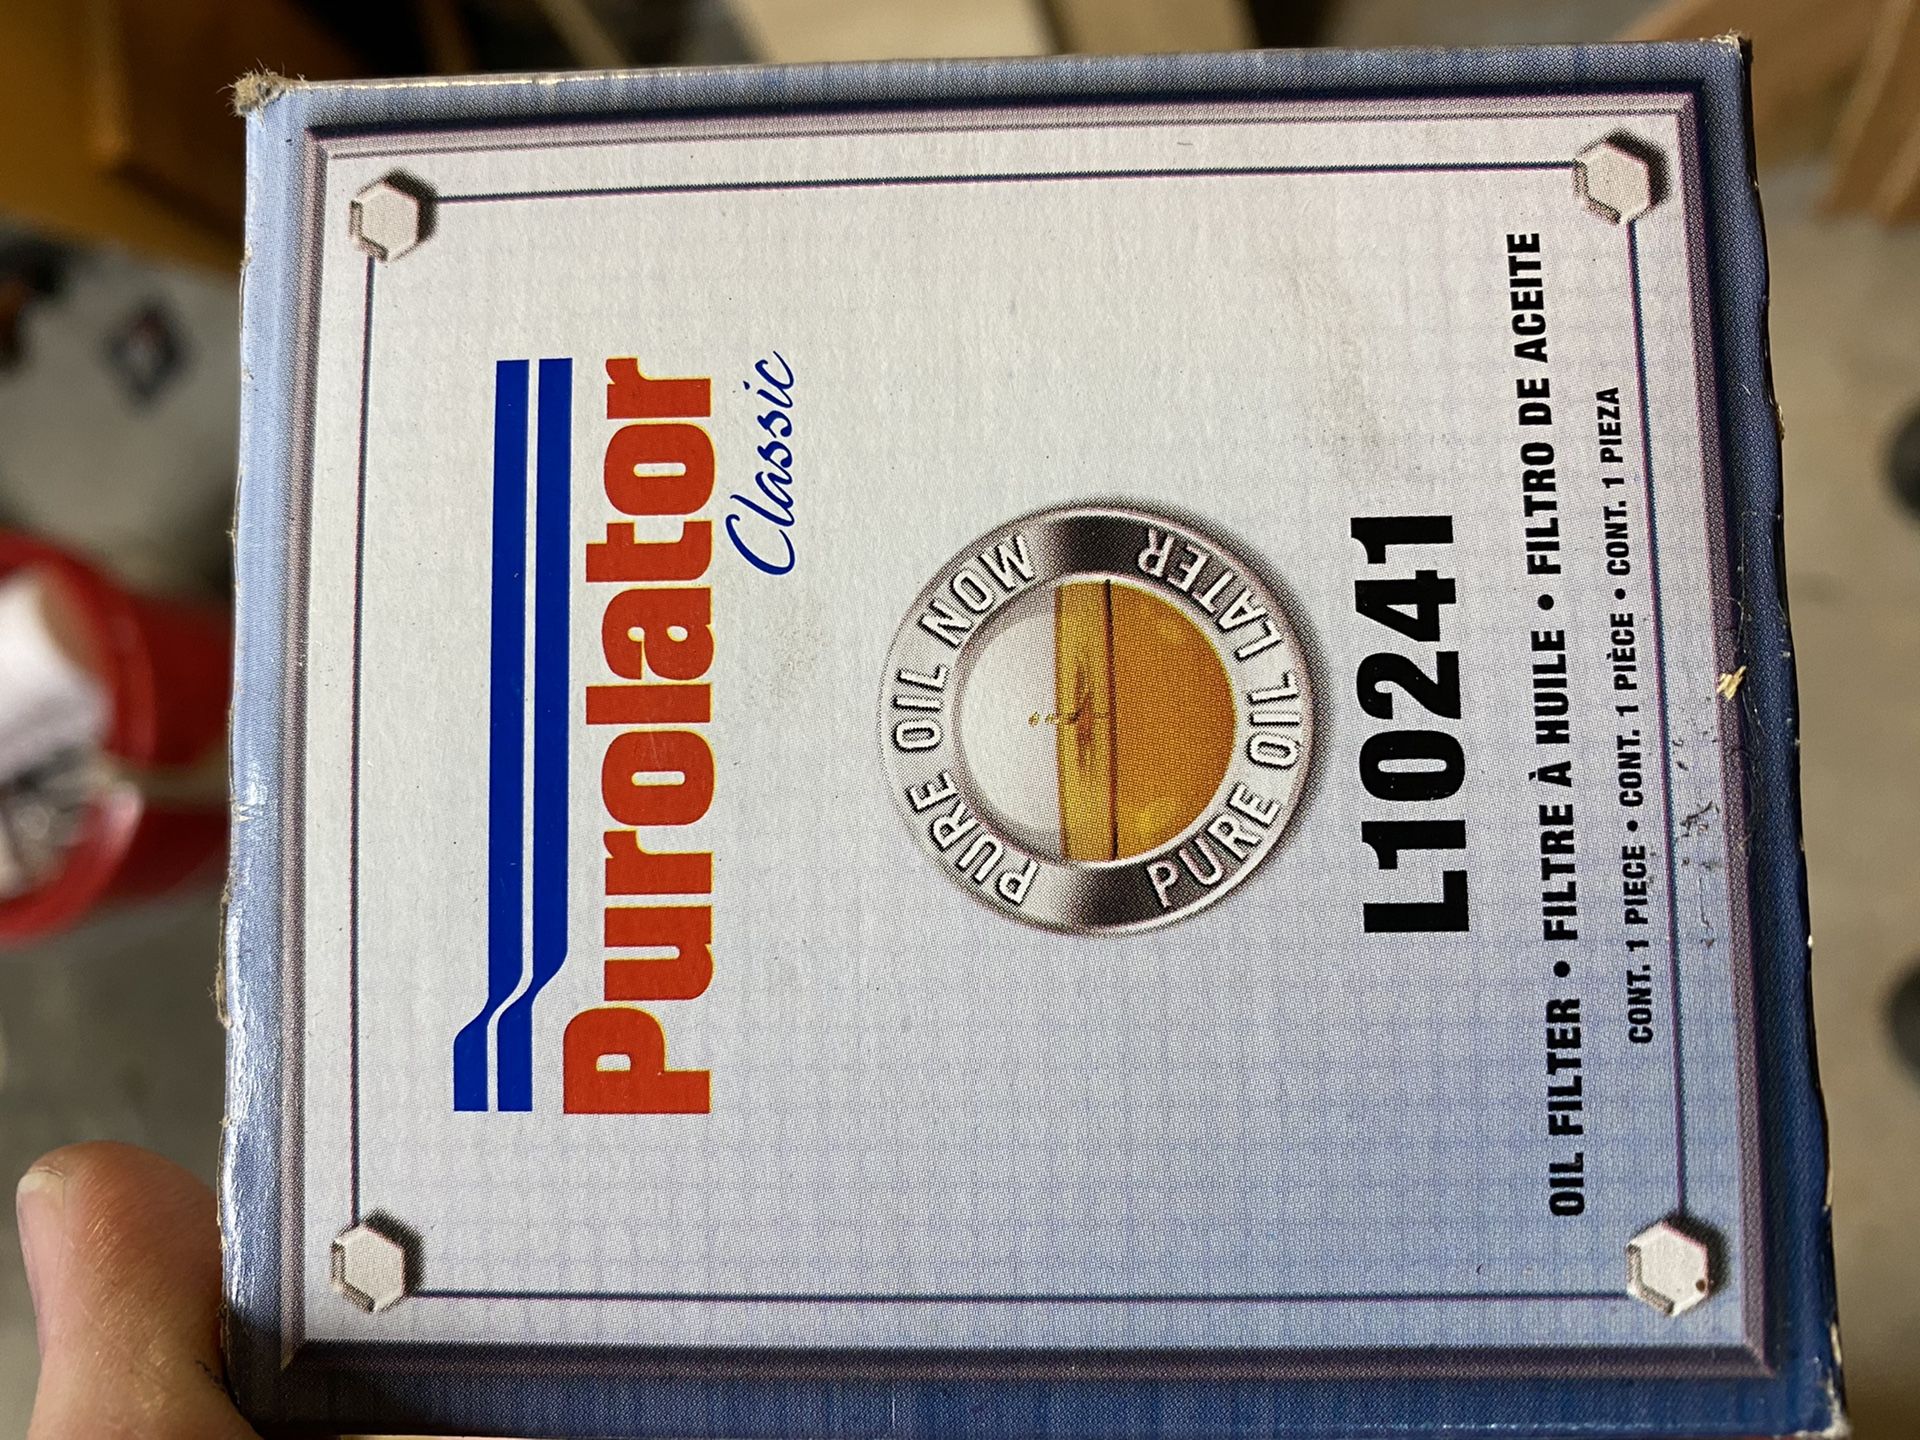 Purolator
Classic
PURE OIL NOW
PURE OIL LATER
L10241
OIL FILTER • FILTRE À HUILE • FILTRO DE ACEITE
CONT. 1 PIECE • CONT. 1 PIÈCE • CONT. 1 PIEZA